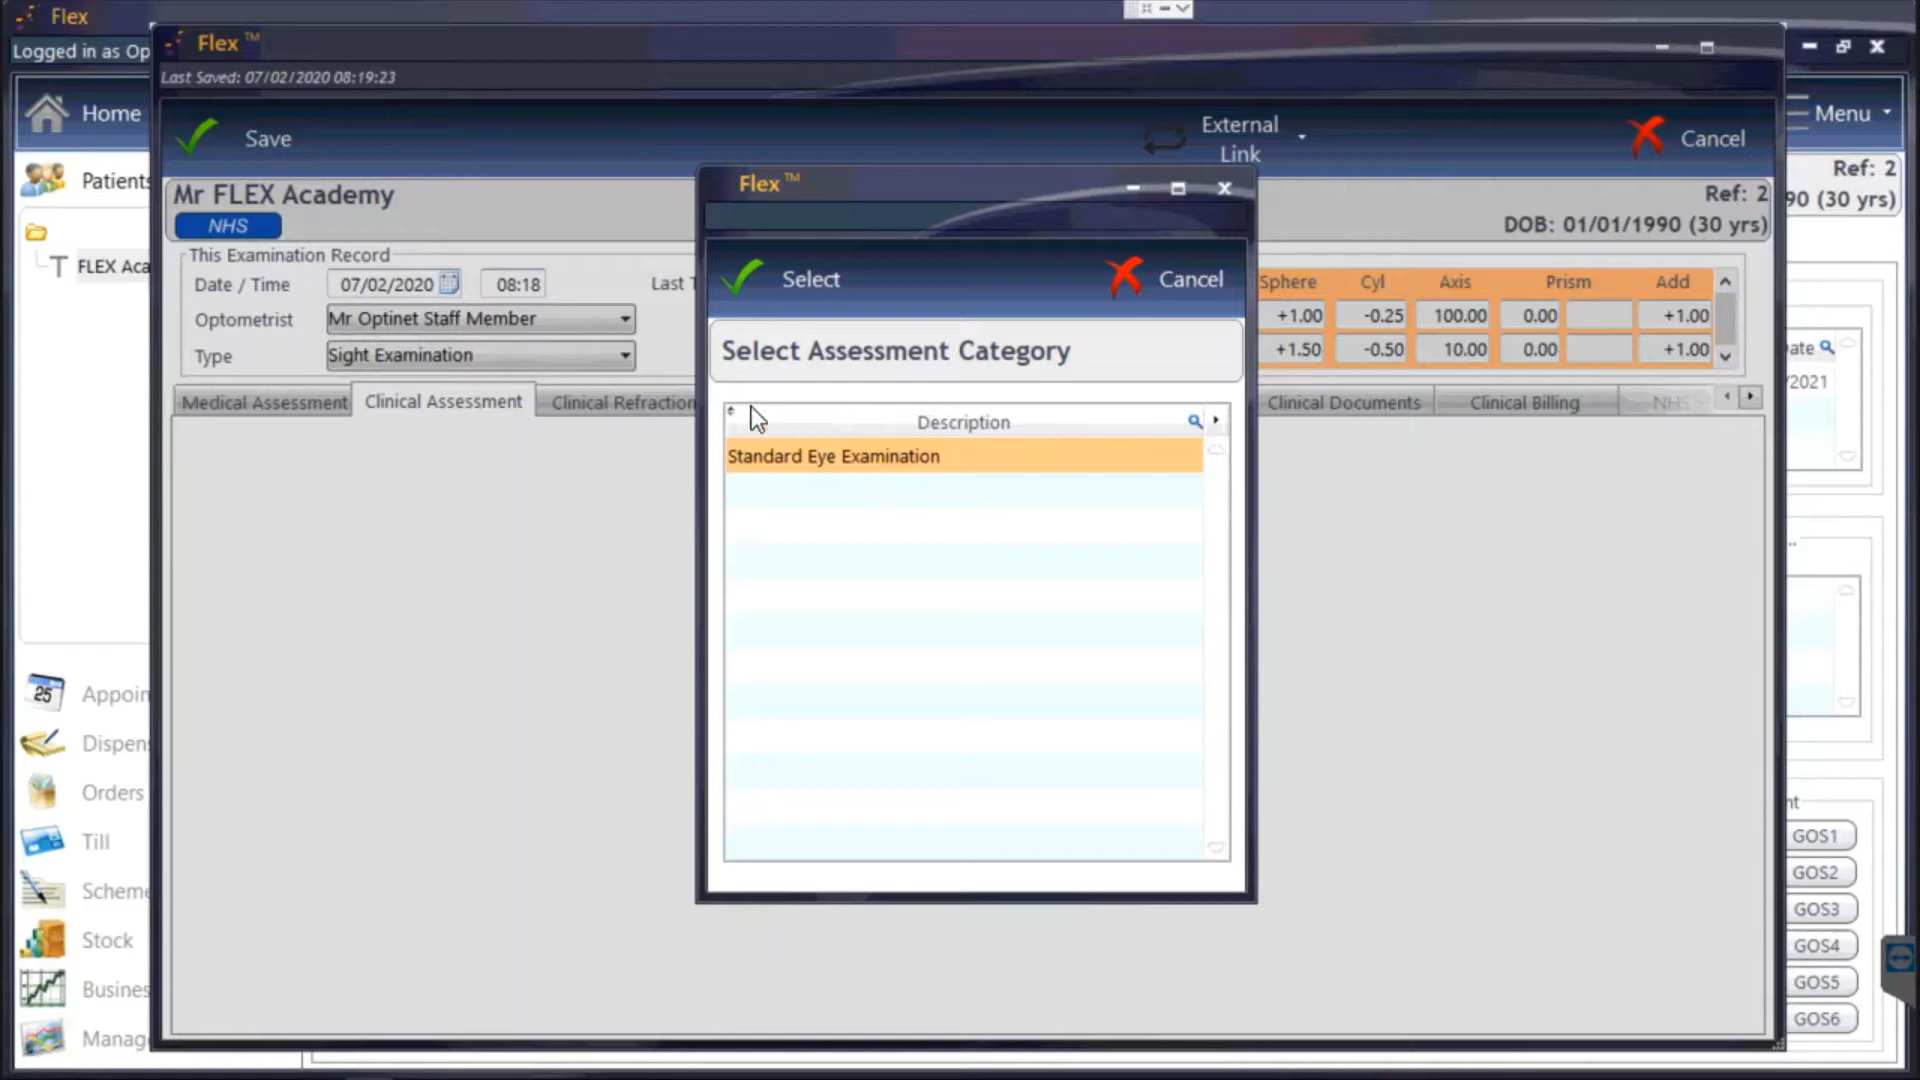 Flex
Logged in as Op
Flex ™
Last Saved: 07/02/2020 08:19:23
Home
Save
External
Link
Cancel
Menu
Patients
Mr FLEX Academy
NHS
Ref: 2
DOB: 01/01/1990 (30 yrs)
Ref: 2
90 (30 yrs)
FLEX Aca
This Examination Record
Date / Time
07/02/2020
08:18
Last T
Optometrist
Mr Optinet Staff Member
Type
Sight Examination
Sphere Cyl Axis Prism Add
+1.00 -0.25 100.00 0.00 +1.00
+1.50 -0.50 10.00 0.00 +1.00
Medical Assessment
Clinical Assessment
Clinical Refraction
Clinical Documents
Clinical Billing
NHS
Flex ™
Select
Cancel
Select Assessment Category
Description
Standard Eye Examination
ate
/2021
Appoin
Dispens
Orders
Till
Scheme
Stock
Busines
Manag
nt
GOS1
GOS2
GOS3
GOS4
GOS5
GOS6
25